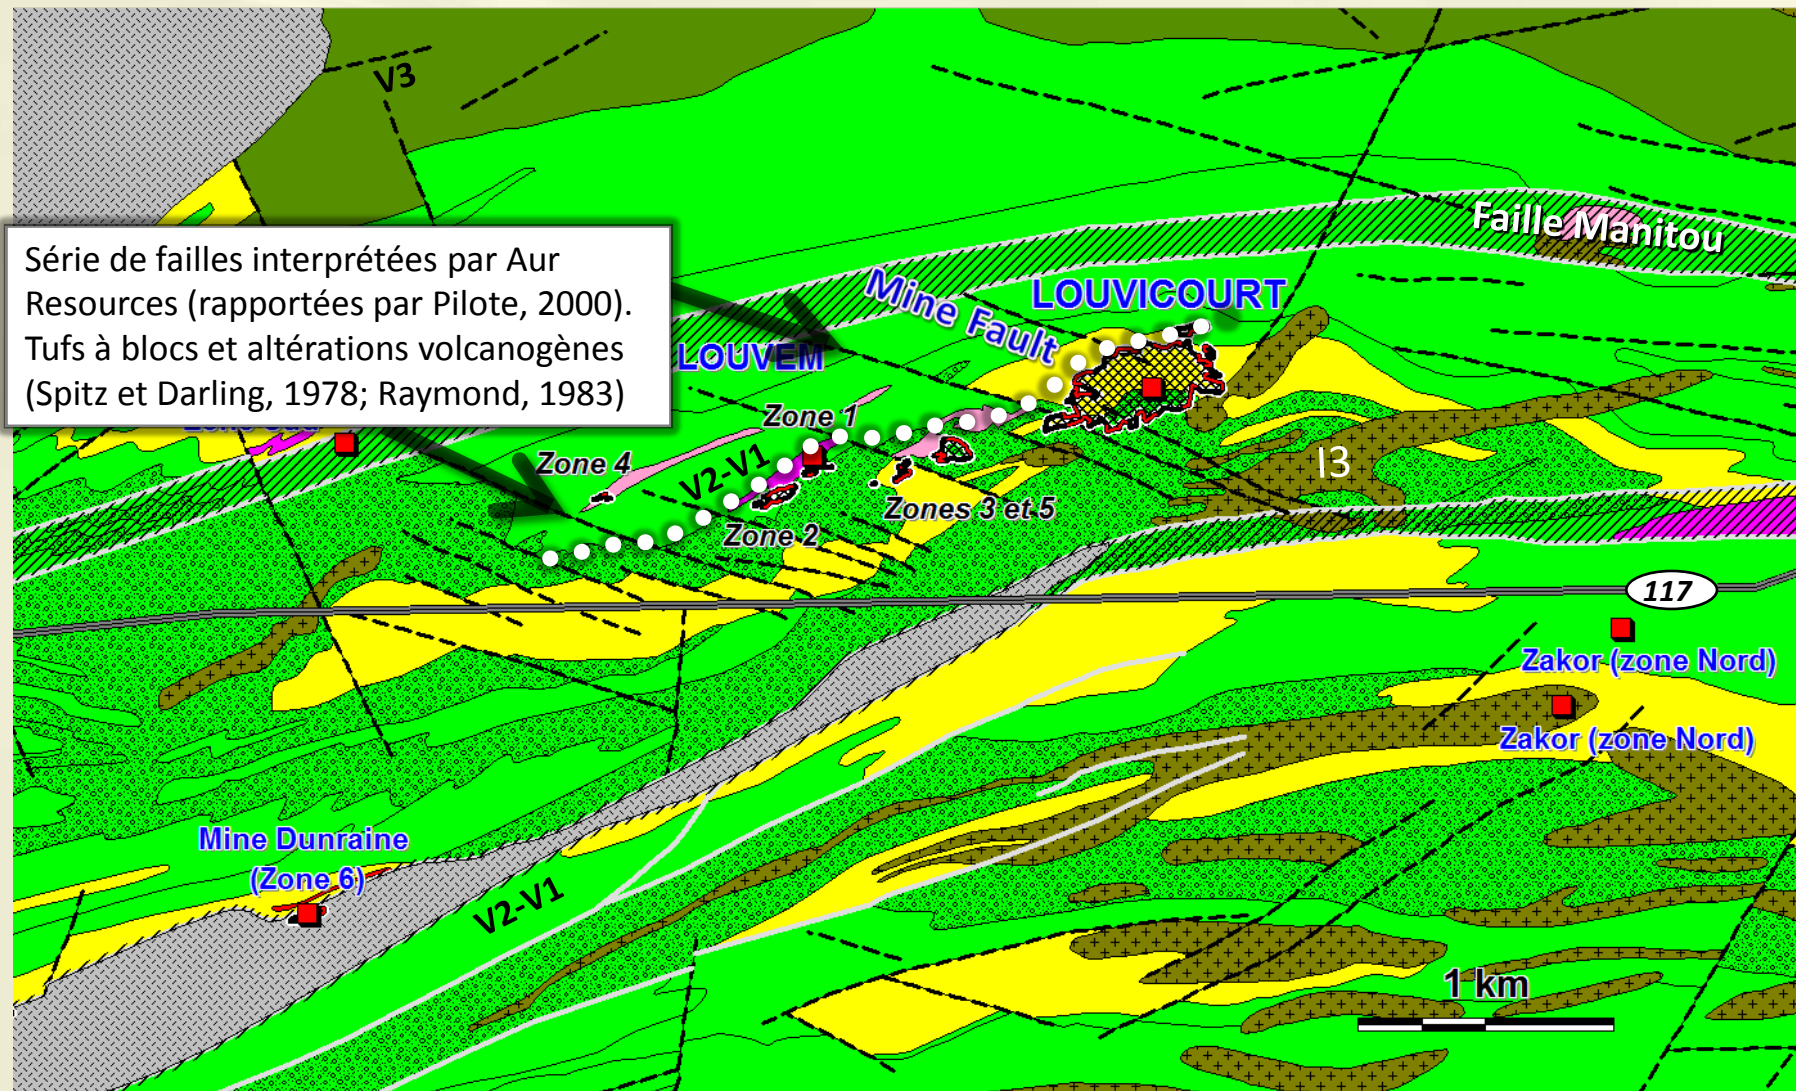 V3
Faille Manitou
Série de failles interprétées par Aur
Resources (rapportées par Pilote, 2000).
Tufs à blocs et altérations volcanogènes
(Spitz et Darling, 1978; Raymond, 1983)
Mine Fault
LOUVICOURT
LOUVEM
Zone 1
Zone 4
V2-V1
I3
Zones 3 et 5
Zone 2
117
Zakor (zone Nord)
Zakor (zone Nord)
Mine Dunraine
(Zone 6)
V2-V1
1 km